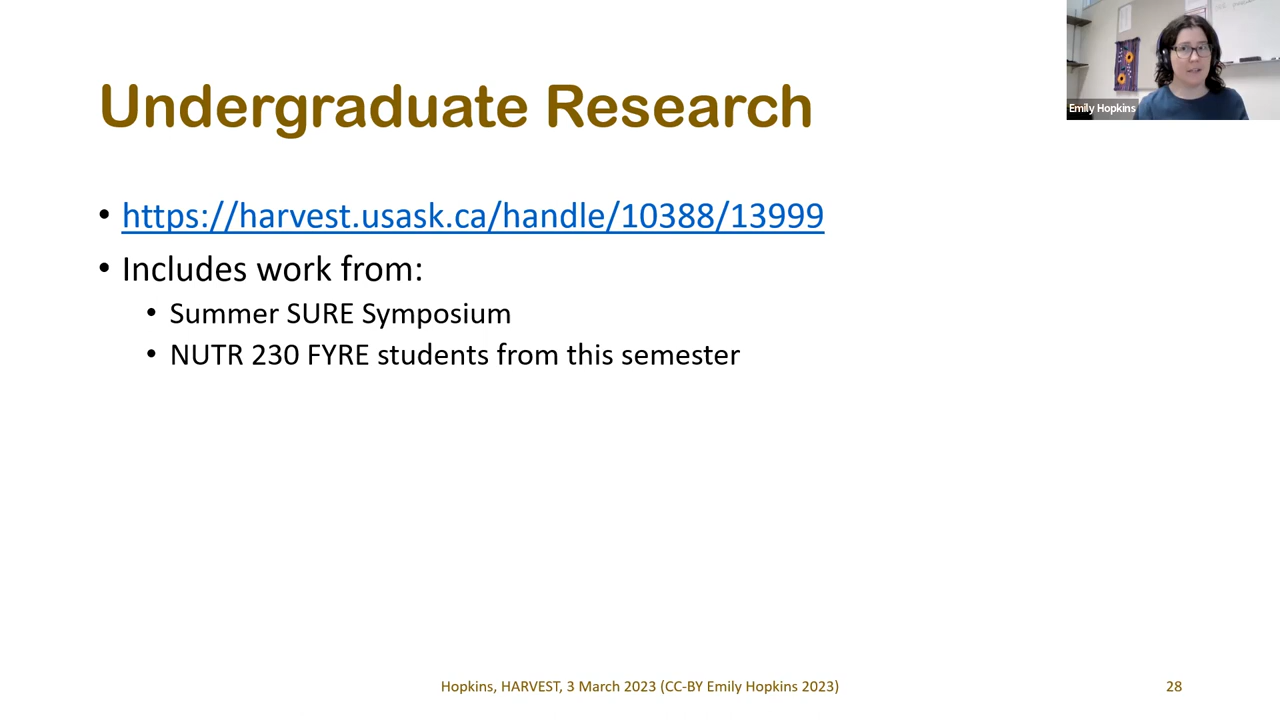 Undergraduate Research
Emily Hopkins
• https://harvest.usask.ca/handle/10388/13999
• Includes work from:
• Summer SURE Symposium
• NUTR 230 FYRE students from this semester
Hopkins, HARVEST, 3 March 2023 (CC-BY Emily Hopkins 2023)
28